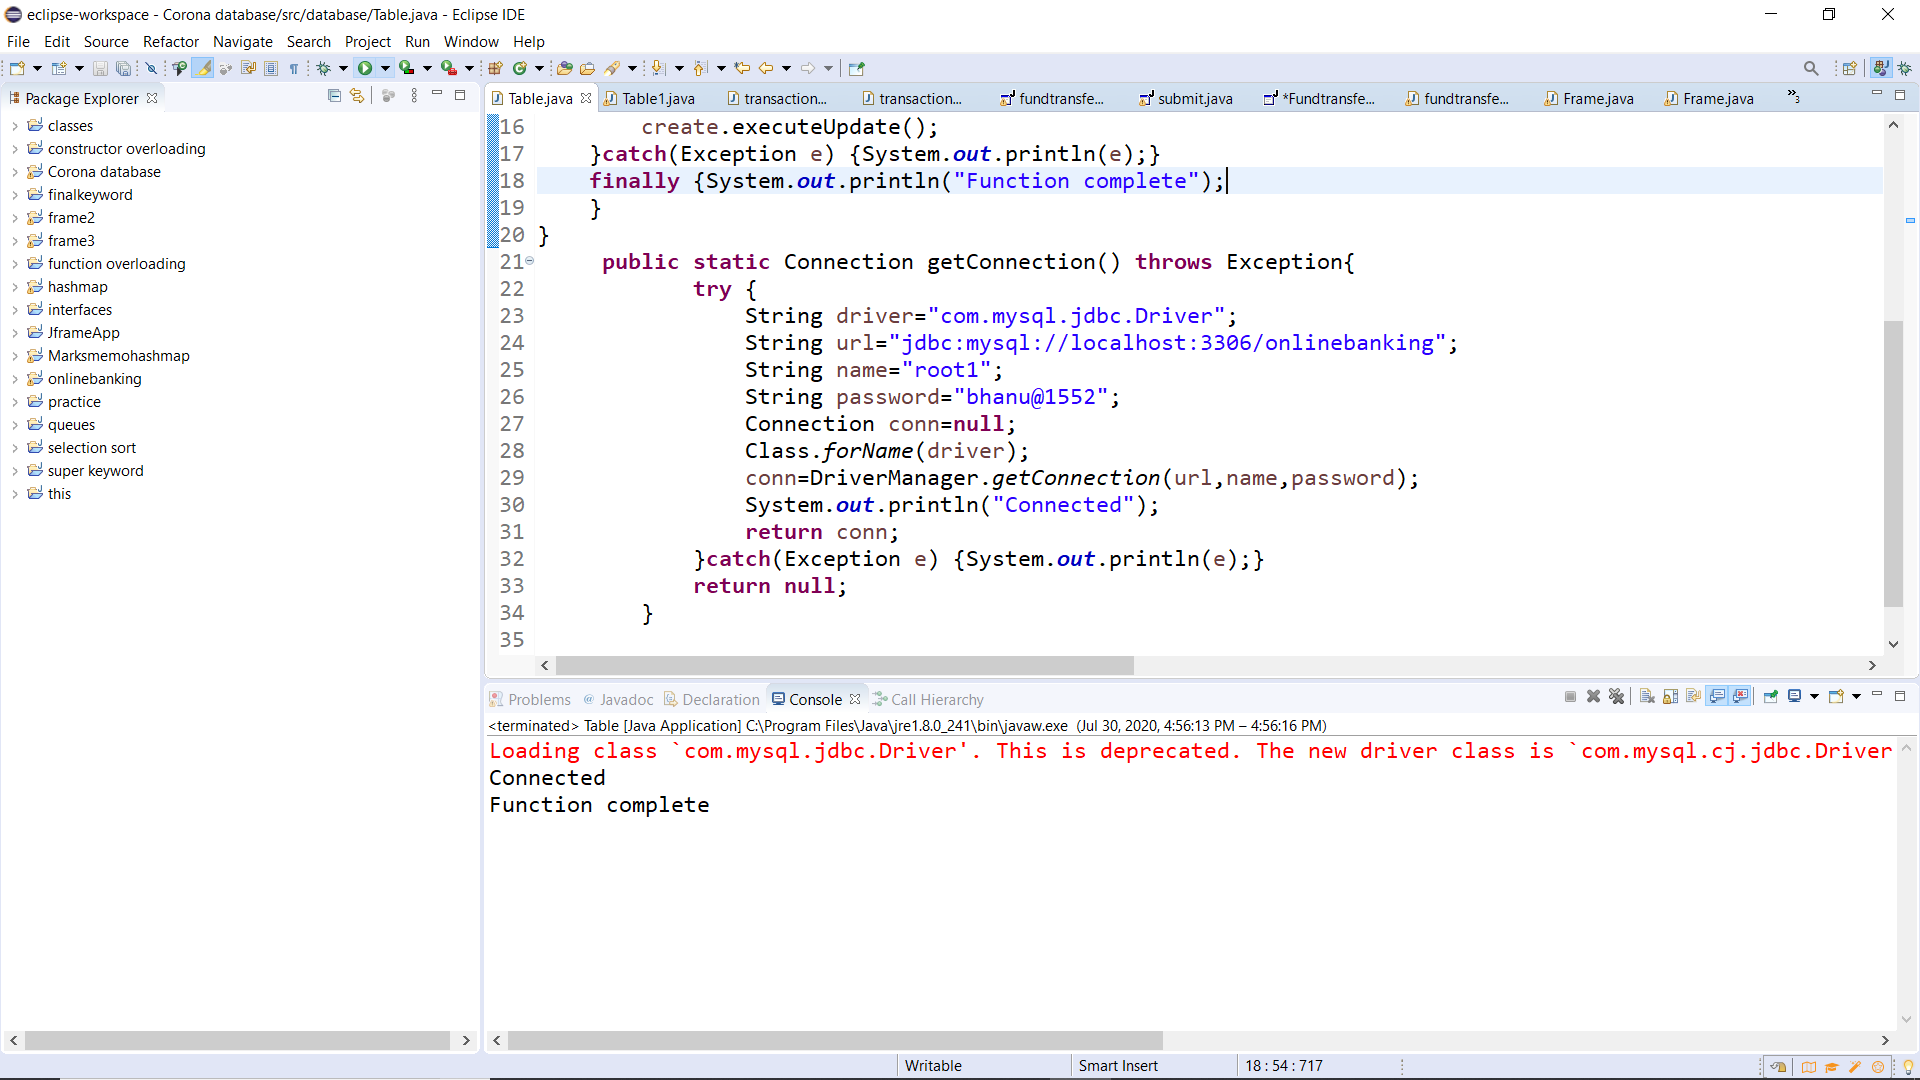 eclipse-workspace - Corona database/src/database/Table.java - Eclipse IDE
File Edit Source Refactor Navigate Search Project Run Window Help
Package Explorer
classes
constructor overloading
Corona database
finalkeyword
frame2
frame3
function overloading
hashmap
interfaces
JframeApp
Marksmemohashmap
onlinebanking
practice
queues
selection sort
super keyword
this
Table.java Table1.java transaction... transaction... fundtransfe... submit.java *Fundtransfe... fundtransfe... Frame.java Frame.java »3
16 create.executeUpdate();
17 }catch(Exception e) {System.out.println(e);}
18 finally {System.out.println("Function complete");
19 }
20 }
21 public static Connection getConnection() throws Exception{
22 try {
23 String driver="com.mysql.jdbc.Driver";
24 String url="jdbc:mysql://localhost:3306/onlinebanking";
25 String name="root1";
26 String password="bhanu@1552";
27 Connection conn=null;
28 Class.forName(driver);
29 conn=DriverManager.getConnection(url,name,password);
30 System.out.println("Connected");
31 return conn;
32 }catch(Exception e) {System.out.println(e);}
33 return null;
34 }
35
Problems @ Javadoc Declaration Console Call Hierarchy
<terminated> Table [Java Application] C:\Program Files\Java\jre1.8.0_241\bin\javaw.exe (Jul 30, 2020, 4:56:13 PM – 4:56:16 PM)
Loading class `com.mysql.jdbc.Driver'. This is deprecated. The new driver class is `com.mysql.cj.jdbc.Driver
Connected
Function complete
Writable Smart Insert 18 : 54 : 717